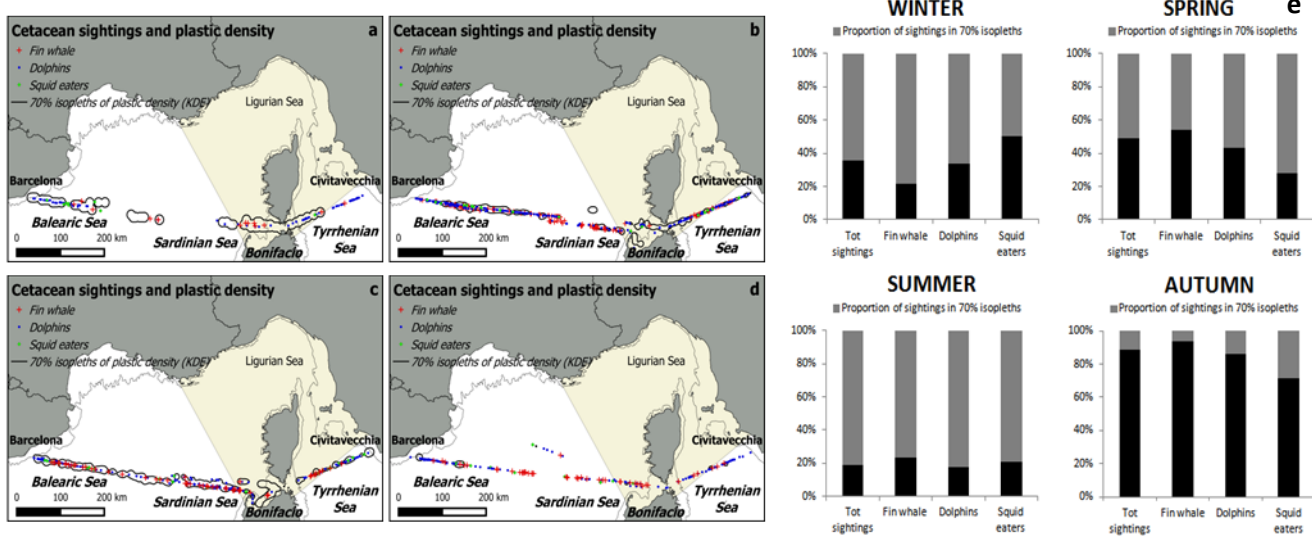 Cetacean sightings and plastic density
a
Fin whale
Dolphins
Squid eaters
70% isopleths of plastic density (KDE)
Ligurian Sea
Barcelona
Civitavecchia
Balearic Sea
0 100 200 km
Sardinian Sea
Bonifacio
Tyrrhenian
Sea
Cetacean sightings and plastic density
b
Fin whale
Dolphins
Squid eaters
70% isopleths of plastic density (KDE)
Ligurian Sea
Barcelona
Civitavecchia
Balearic Sea
0 100 200 km
Sardinian Sea
Bonifacio
Tyrrhenian
Sea
Cetacean sightings and plastic density
c
Fin whale
Dolphins
Squid eaters
70% isopleths of plastic density (KDE)
Ligurian Sea
Barcelona
Civitavecchia
Balearic Sea
0 100 200 km
Sardinian Sea
Bonifacio
Tyrrhenian
Sea
Cetacean sightings and plastic density
d
Fin whale
Dolphins
Squid eaters
70% isopleths of plastic density (KDE)
Ligurian Sea
Barcelona
Civitavecchia
Balearic Sea
0 100 200 km
Sardinian Sea
Bonifacio
Tyrrhenian
Sea
e
WINTER
Proportion of sightings in 70% isopleths
100%
80%
60%
40%
20%
0%
Tot Fin whale Dolphins Squid
sightings eaters
SPRING
Proportion of sightings in 70% isopleths
100%
80%
60%
40%
20%
0%
Tot Fin whale Dolphins Squid
sightings eaters
SUMMER
Proportion of sightings in 70% isopleths
100%
80%
60%
40%
20%
0%
Tot Fin whale Dolphins Squid
sightings eaters
AUTUMN
Proportion of sightings in 70% isopleths
100%
80%
60%
40%
20%
0%
Tot Fin whale Dolphins Squid
sightings eaters